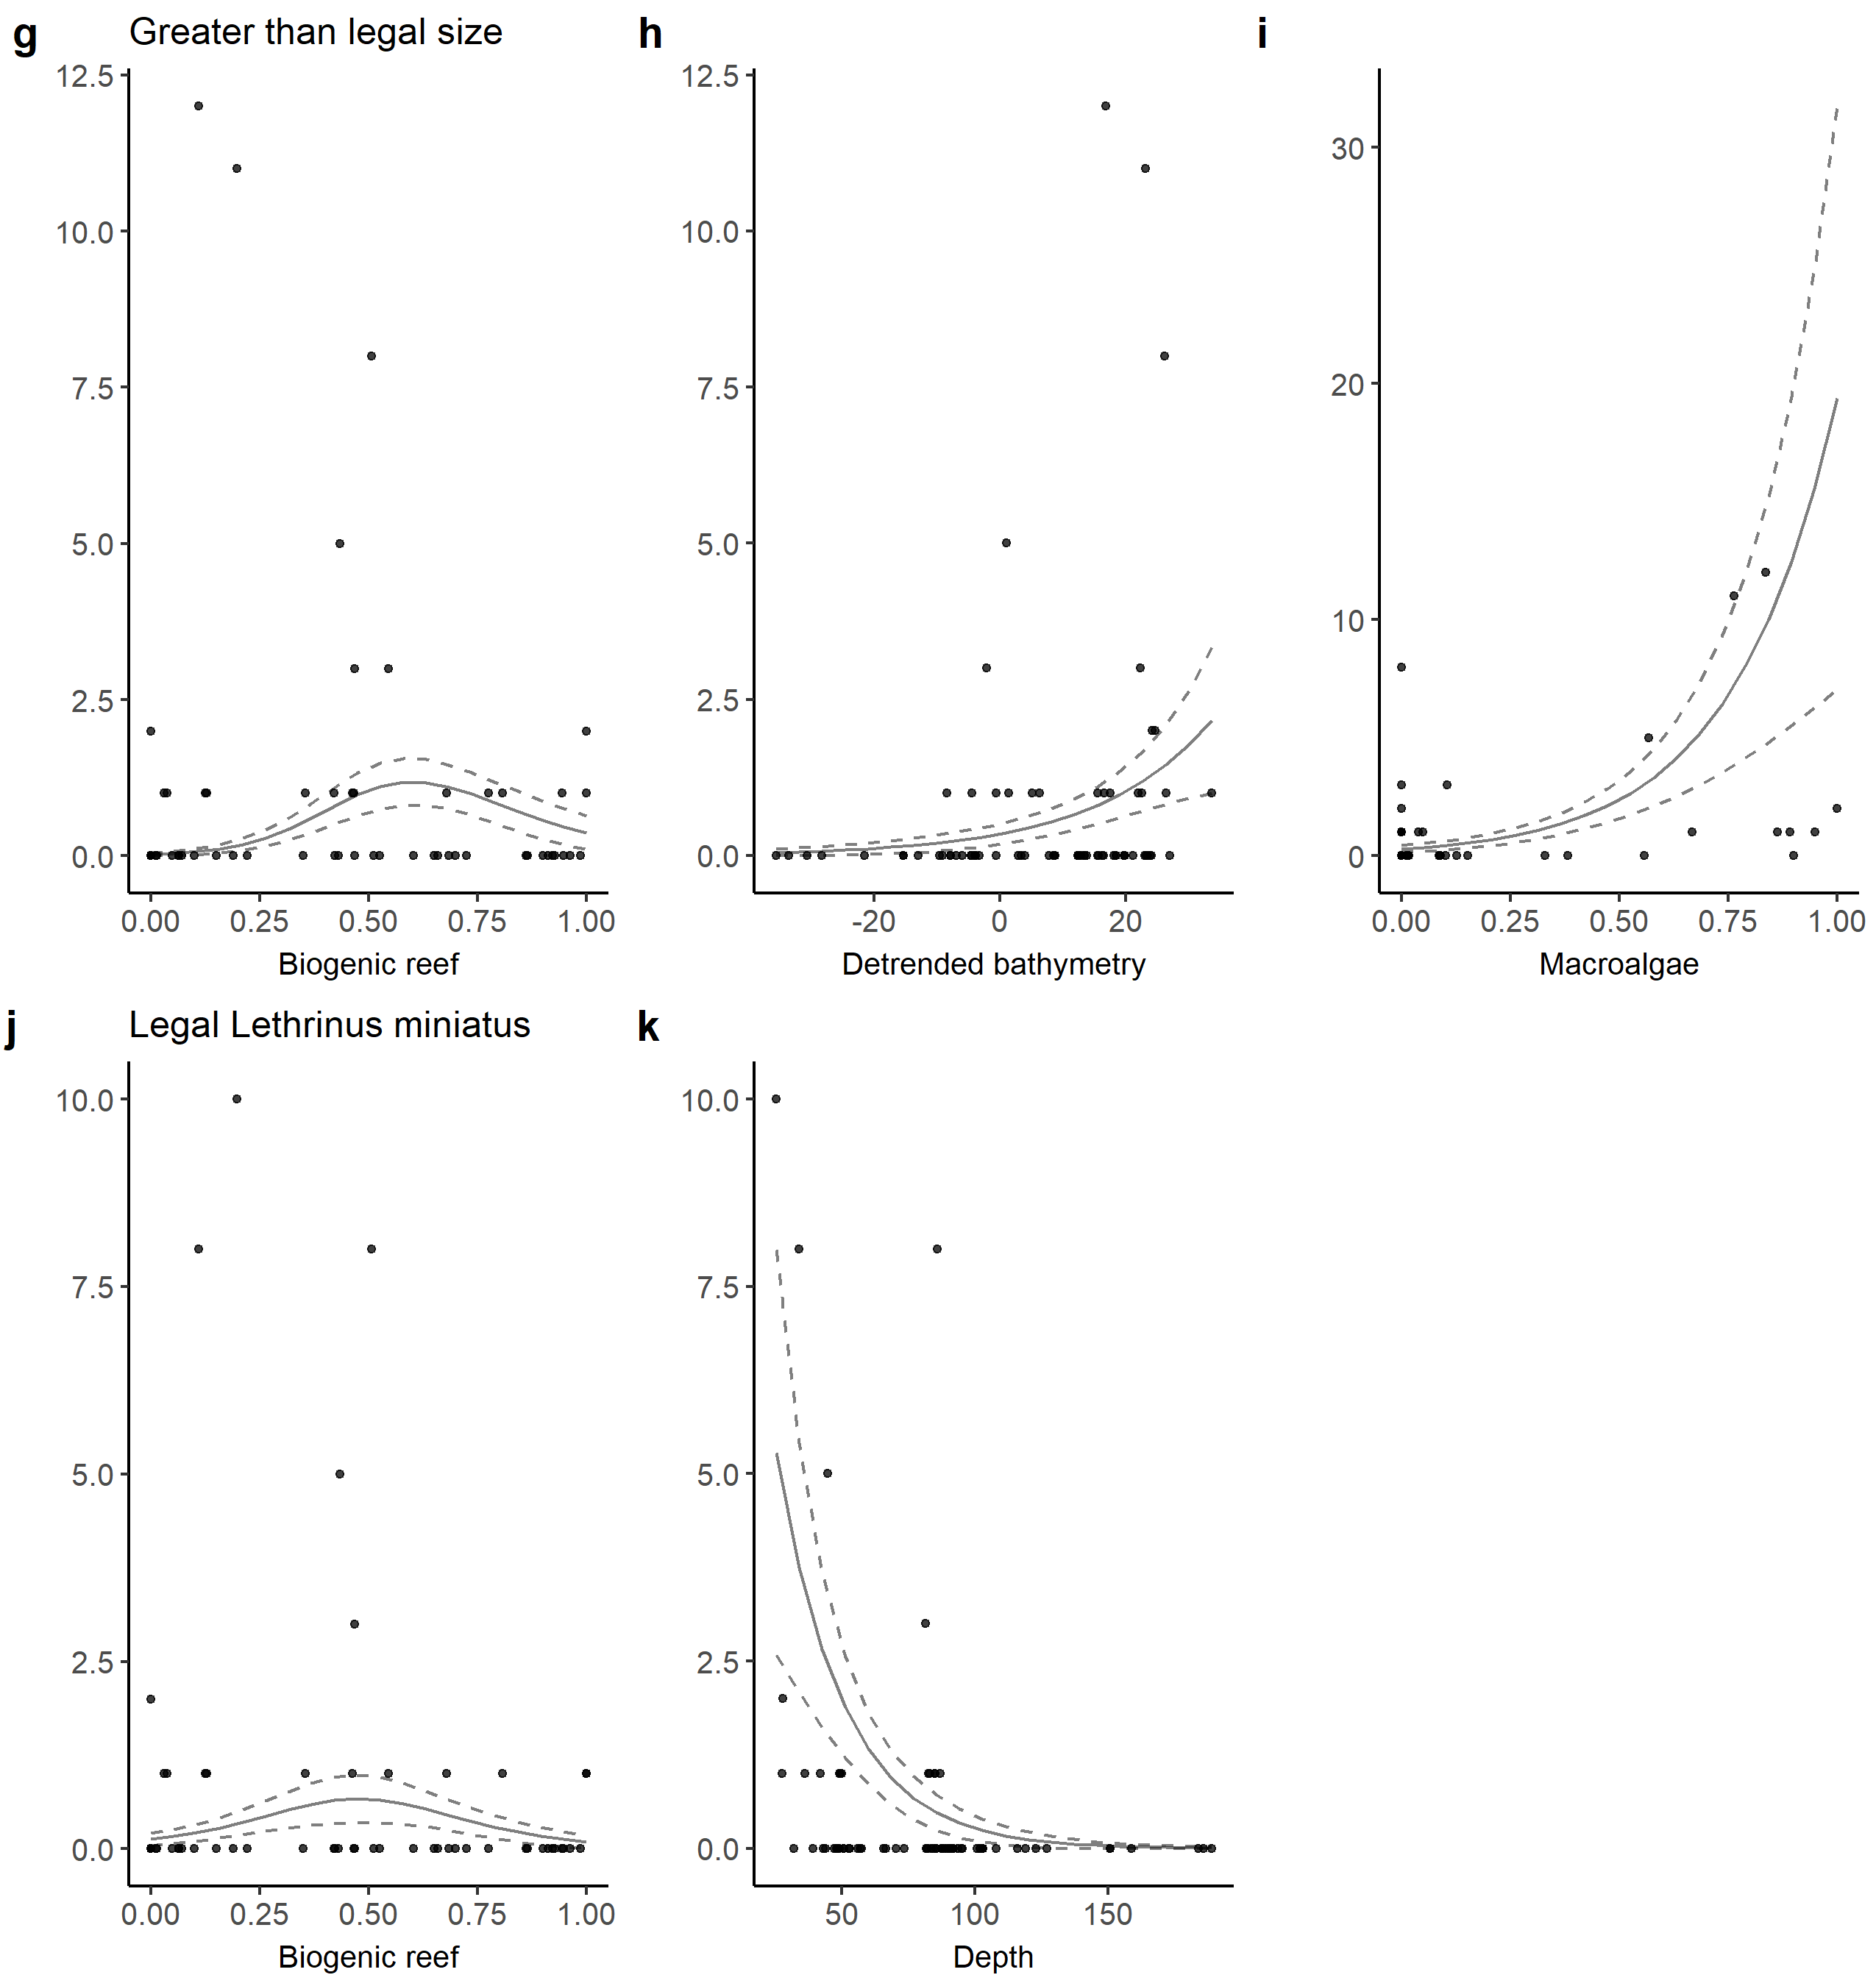 g Greater than legal size h i
12.5 12.5
30
10.0 10.0
7.5 7.5
20
5.0 5.0
10
2.5 2.5
0.0 0.0 0
0.00 0.25 0.50 0.75 1.00 -20 0 20 0.00 0.25 0.50 0.75 1.00
Biogenic reef Detrended bathymetry Macroalgae
j Legal Lethrinus miniatus k
10.0 10.0
7.5 7.5
5.0 5.0
2.5 2.5
0.0 0.0
0.00 0.25 0.50 0.75 1.00 50 100 150
Biogenic reef Depth